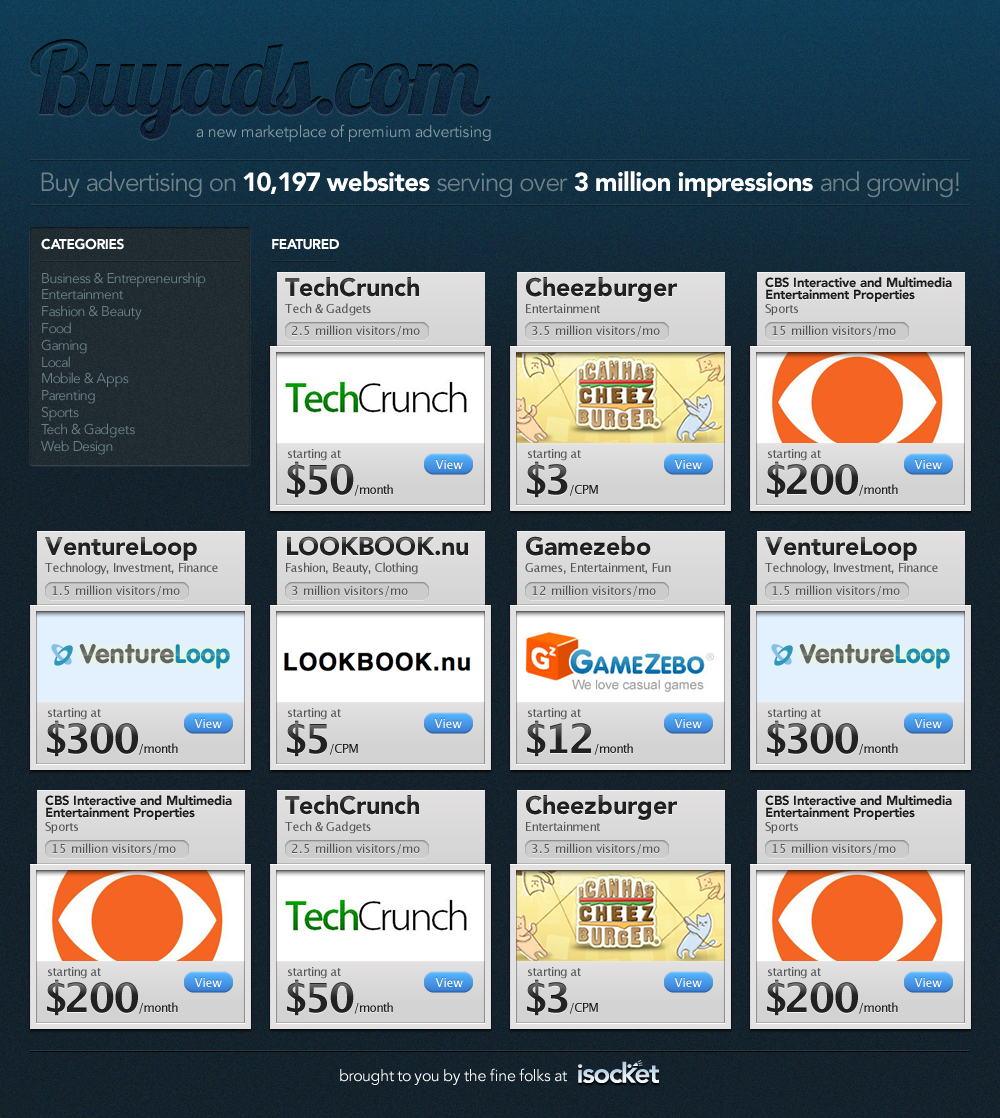 Buyads.com
a new marketplace of premium advertising
Buy advertising on 10,197 websites serving over 3 million impressions and growing!
CATEGORIES
Business & Entrepreneurship
Entertainment
Fashion & Beauty
Food
Gaming
Local
Mobile & Apps
Parenting
Sports
Tech & Gadgets
Web Design
FEATURED
TechCrunch
Tech & Gadgets
2.5 million visitors/mo
TechCrunch
starting at
$50/month
View
Cheezburger
Entertainment
3.5 million visitors/mo
I CAN HAS
CHEEZ
BURGER?
starting at
$3/CPM
View
CBS Interactive and Multimedia
Entertainment Properties
Sports
15 million visitors/mo
starting at
$200/month
View
VentureLoop
Technology, Investment, Finance
1.5 million visitors/mo
VentureLoop
starting at
$300/month
View
LOOKBOOK.nu
Fashion, Beauty, Clothing
3 million visitors/mo
LOOKBOOK.nu
starting at
$5/CPM
View
Gamezebo
Games, Entertainment, Fun
12 million visitors/mo
GZ GAMEZEBO®
We love casual games
starting at
$12/month
View
VentureLoop
Technology, Investment, Finance
1.5 million visitors/mo
VentureLoop
starting at
$300/month
View
CBS Interactive and Multimedia
Entertainment Properties
Sports
15 million visitors/mo
starting at
$200/month
View
TechCrunch
Tech & Gadgets
2.5 million visitors/mo
TechCrunch
starting at
$50/month
View
Cheezburger
Entertainment
3.5 million visitors/mo
I CAN HAS
CHEEZ
BURGER?
starting at
$3/CPM
View
CBS Interactive and Multimedia
Entertainment Properties
Sports
15 million visitors/mo
starting at
$200/month
View
brought to you by the fine folks at isocket